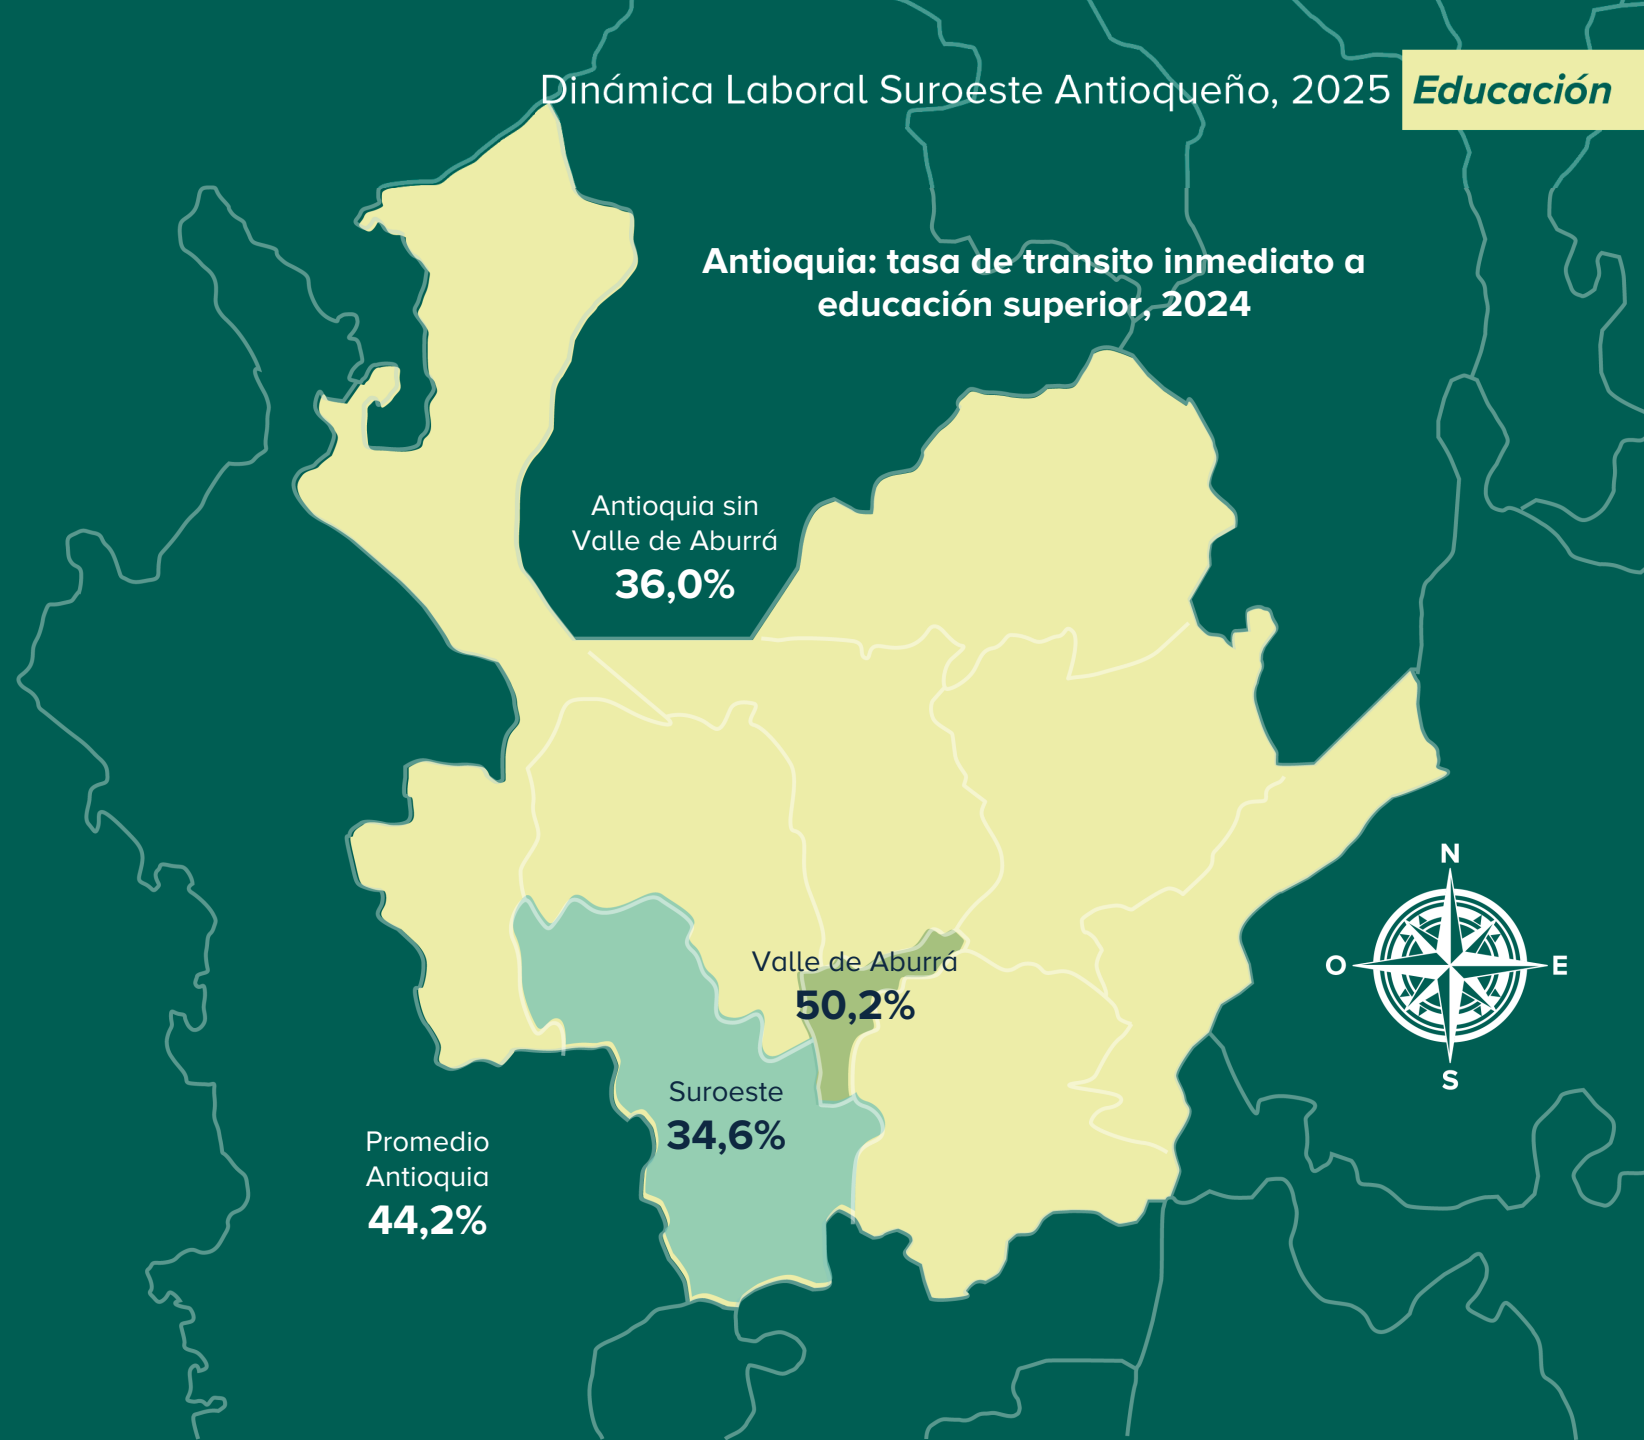 Dinámica Laboral Suroeste Antioqueño, 2025 Educación
Antioquia: tasa de transito inmediato a
educación superior, 2024
Antioquia sin
Valle de Aburrá
36,0%
N
O
E
S
Valle de Aburrá
50,2%
Suroeste
34,6%
Promedio
Antioquia
44,2%